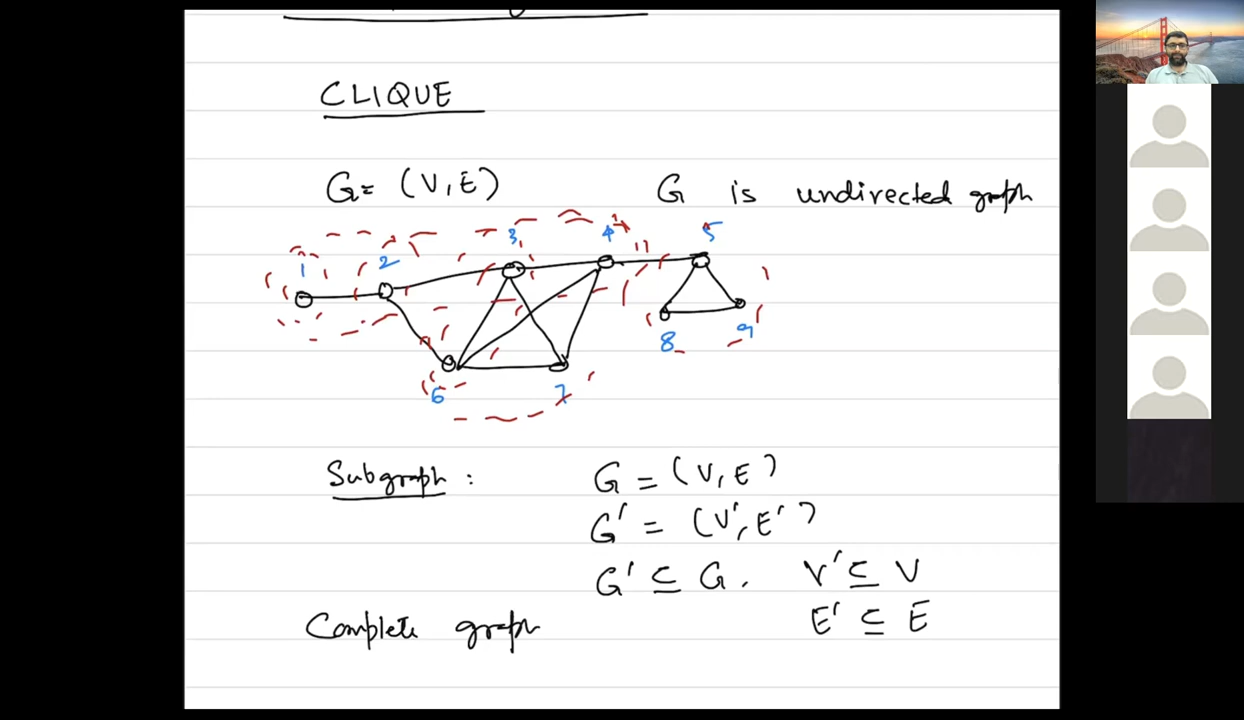 CLIQUE
G= (V,E) G is undirected graph
1 2 3 4 5
8 9
6 7
Subgraph : G = (V,E)
G' = (V',E')
G' ⊆ G. V' ⊆ V
Complete graph E' ⊆ E